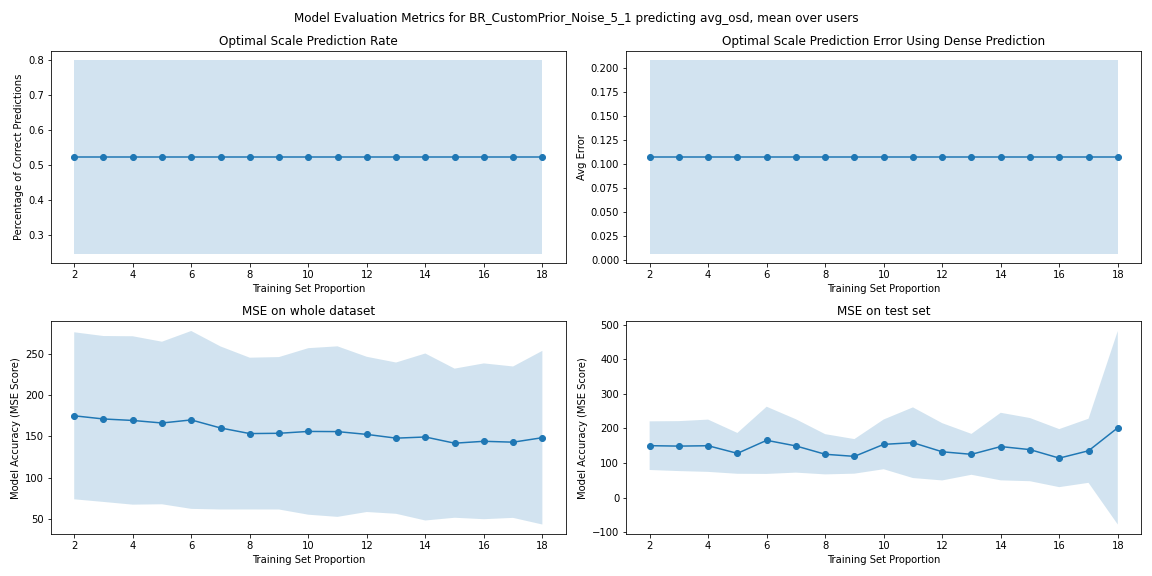 Model Evaluation Metrics for BR_CustomPrior_Noise_5_1 predicting avg_osd, mean over users
Optimal Scale Prediction Rate
Percentage of Correct Predictions
0.8
0.7
0.6
0.5
0.4
0.3
2 4 6 8 10 12 14 16 18
Training Set Proportion
Optimal Scale Prediction Error Using Dense Prediction
Avg Error
0.200
0.175
0.150
0.125
0.100
0.075
0.050
0.025
0.000
2 4 6 8 10 12 14 16 18
Training Set Proportion
MSE on whole dataset
Model Accuracy (MSE Score)
250
200
150
100
50
2 4 6 8 10 12 14 16 18
Training Set Proportion
MSE on test set
Model Accuracy (MSE Score)
500
400
300
200
100
0
−100
2 4 6 8 10 12 14 16 18
Training Set Proportion